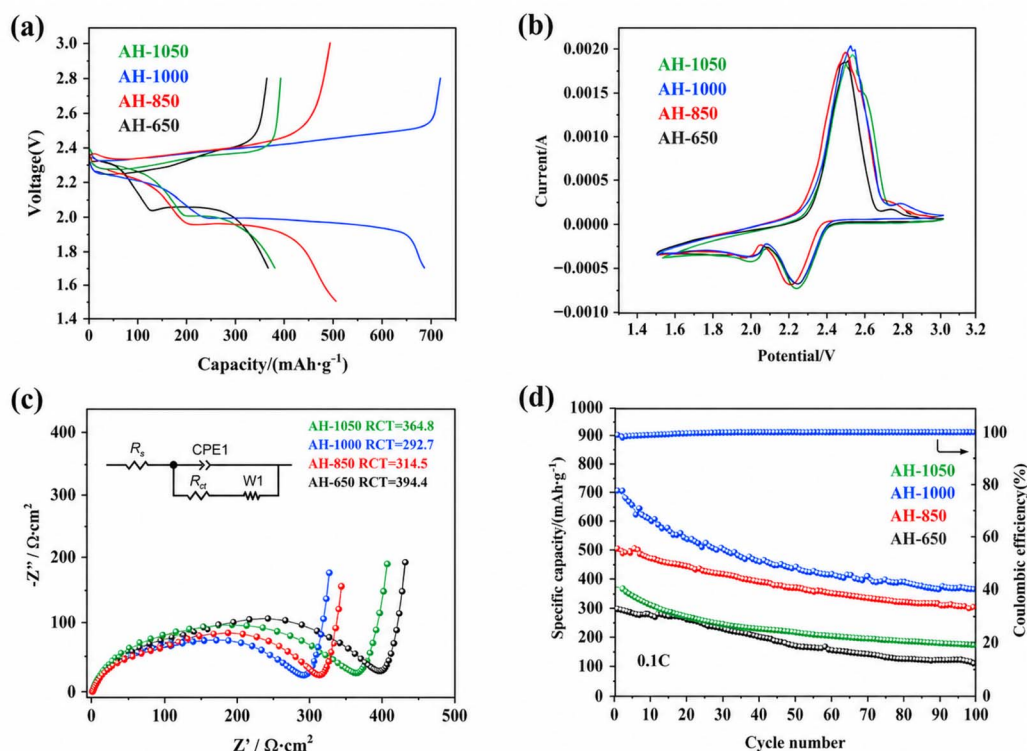 (a)
AH-1050
AH-1000
AH-850
AH-650
3.0
2.8
2.6
2.4
2.2
2.0
1.8
1.6
1.4
Voltage(V)
0 100 200 300 400 500 600 700
Capacity/(mAh·g⁻¹)
(b)
AH-1050
AH-1000
AH-850
AH-650
0.0020
0.0015
0.0010
0.0005
0.0000
−0.0005
−0.0010
Current/A
1.4 1.6 1.8 2.0 2.2 2.4 2.6 2.8 3.0 3.2
Potential/V
(c)
AH-1050 RCT=364.8
AH-1000 RCT=292.7
AH-850 RCT=314.5
AH-650 RCT=394.4
Rs CPE1
Rct W1
400
350
300
200
100
0
-Z'' / Ω·cm²
0 100 200 300 400 500
Z' / Ω·cm²
(d)
AH-1050
AH-1000
AH-850
AH-650
900
1000
900
800
700
600
500
400
300
200
100
Specific capacity/(mAh·g⁻¹)
0.1C
100
80
60
40
20
0
Coulombic efficiency(%)
0 10 20 30 40 50 60 70 80 90 100
Cycle number